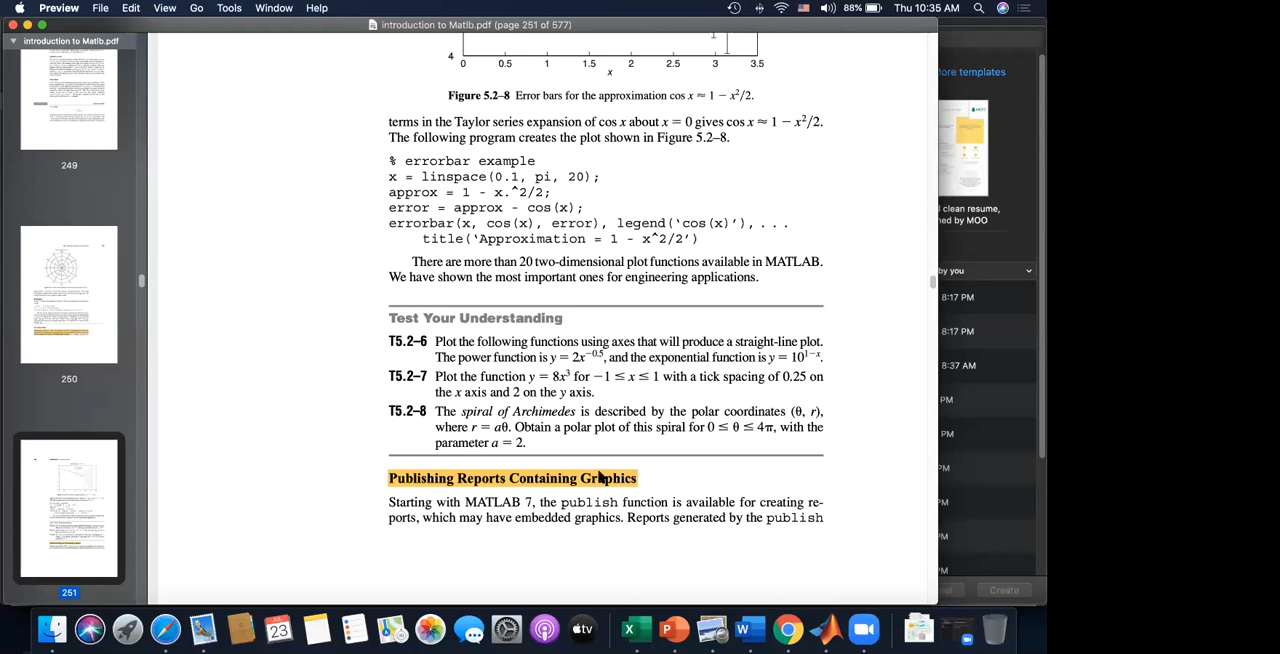 Preview File Edit View Go Tools Window Help 88% Thu 10:35 AM
introduction to Matlb.pdf (page 251 of 577)
introduction to Matlb.pdf
249
250
251
4
0 0.5 1 1.5 2 2.5 3 3.5
x
Figure 5.2–8 Error bars for the approximation cos x ≈ 1 − x²/2.
terms in the Taylor series expansion of cos x about x = 0 gives cos x ≈ 1 − x²/2.
The following program creates the plot shown in Figure 5.2–8.
% errorbar example
x = linspace(0.1, pi, 20);
approx = 1 - x.^2/2;
error = approx - cos(x);
errorbar(x, cos(x), error), legend(‘cos(x)’), . . .
title(‘Approximation = 1 - x^2/2’)
There are more than 20 two-dimensional plot functions available in MATLAB.
We have shown the most important ones for engineering applications.
Test Your Understanding
T5.2–6 Plot the following functions using axes that will produce a straight-line plot.
The power function is y = 2x⁻⁰·⁵, and the exponential function is y = 10¹⁻ˣ.
T5.2–7 Plot the function y = 8x³ for −1 ≤ x ≤ 1 with a tick spacing of 0.25 on
the x axis and 2 on the y axis.
T5.2–8 The spiral of Archimedes is described by the polar coordinates (θ, r),
where r = aθ. Obtain a polar plot of this spiral for 0 ≤ θ ≤ 4π, with the
parameter a = 2.
Publishing Reports Containing Graphics
Starting with MATLAB 7, the publish function is available for creating re-
ports, which may have embedded graphics. Reports generated by the publish
ore templates
l clean resume,
ned by MOO
by you
8:17 PM
8:17 PM
8:37 AM
PM
PM
PM
PM
PM
M
Create
JUL
23
tv
X
P
W